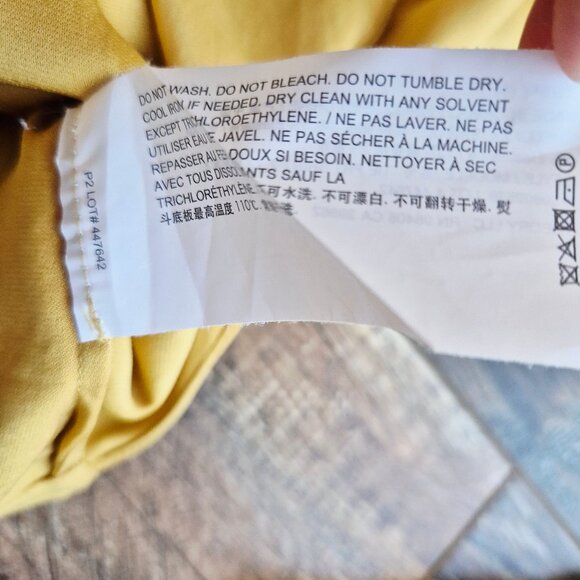 DO NOT WASH. DO NOT BLEACH. DO NOT TUMBLE DRY.
COOL IRON IF NEEDED. DRY CLEAN WITH ANY SOLVENT
EXCEPT TRICHLOROETHYLENE. / NE PAS LAVER. NE PAS
UTILISER EAU DE JAVEL. NE PAS SÉCHER À LA MACHINE.
REPASSER AU FER DOUX SI BESOIN. NETTOYER À SEC
AVEC TOUS DISSOLVANTS SAUF LA
TRICHLORÉTHYLÈNE. 不可水洗. 不可漂白. 不可翻转干燥. 熨
斗底板最高温度110℃.
P2 LOT# 447642